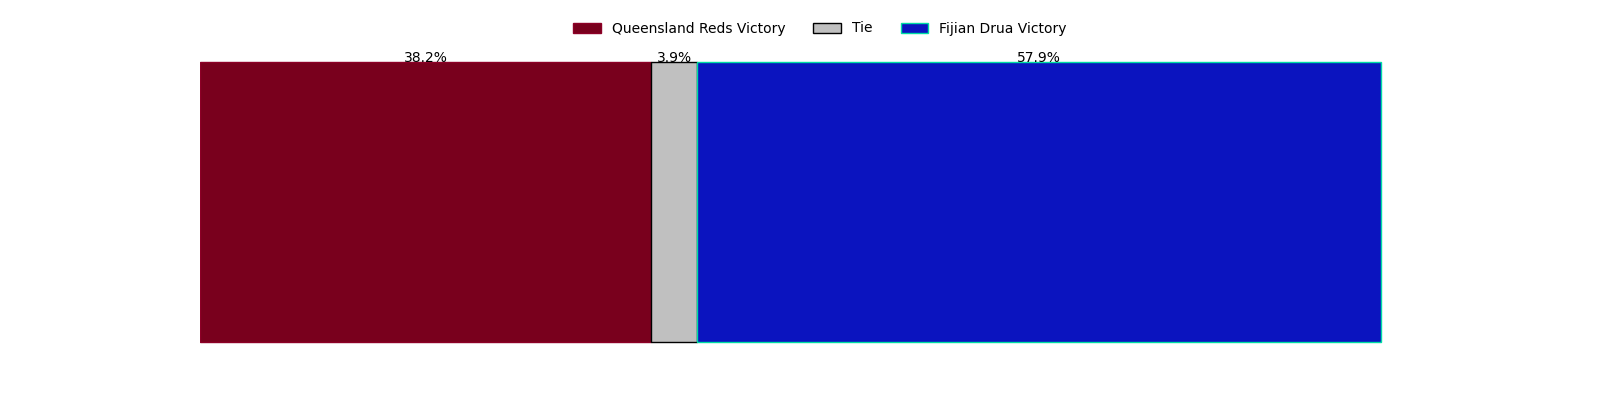 Queensland Reds Victory Tie Fijian Drua Victory
38.2% 3.9% 57.9%